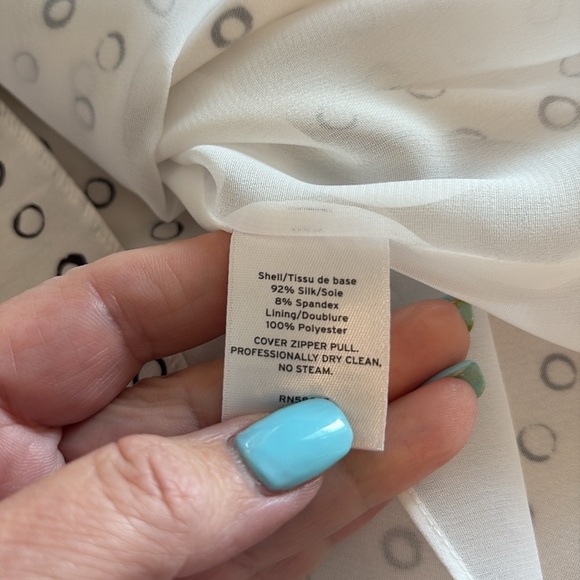 Shell/Tissu de base
92% Silk/Soie
8% Spandex
Lining/Doublure
100% Polyester
COVER ZIPPER PULL.
PROFESSIONALLY DRY CLEAN,
NO STEAM.